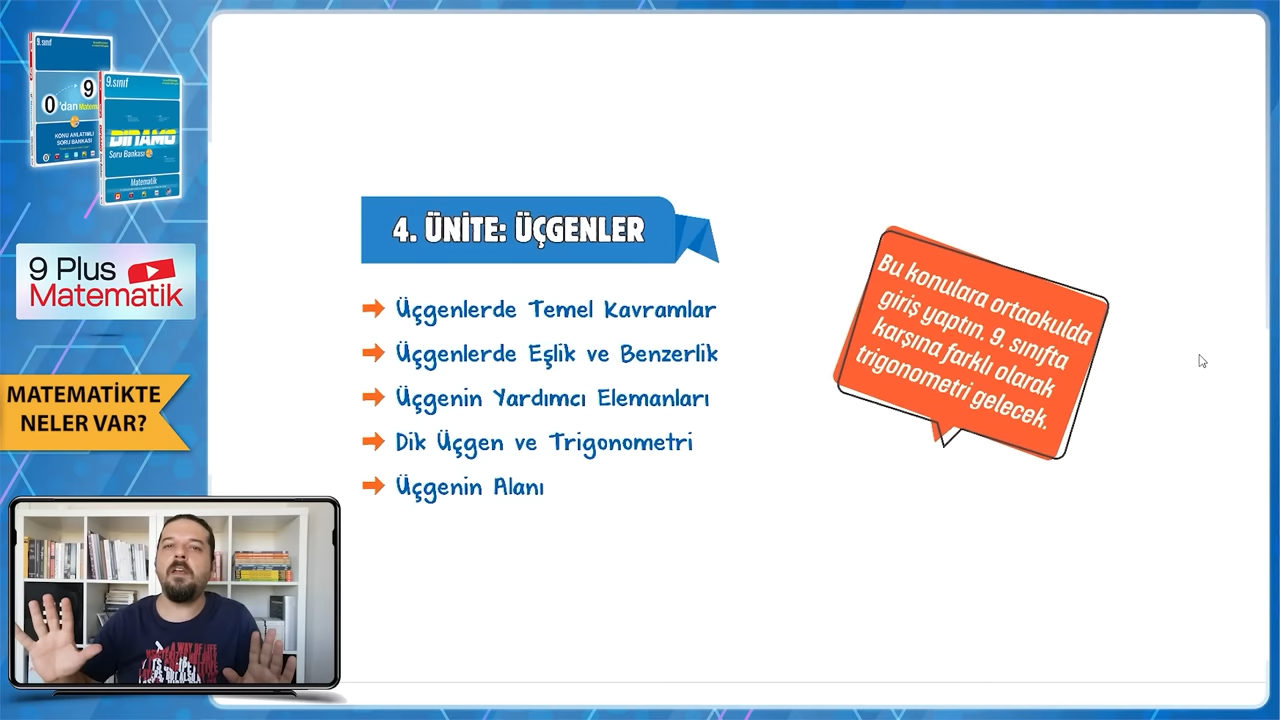 9.sınıf
0'dan 9
KONU ANLATIMLI
SORU BANKASI
9.sınıf
DİNAMO
Soru Bankası
Matematik
9 Plus
Matematik
MATEMATİKTE
NELER VAR?
4. ÜNİTE: ÜÇGENLER
Üçgenlerde Temel Kavramlar
Üçgenlerde Eşlik ve Benzerlik
Üçgenin Yardımcı Elemanları
Dik Üçgen ve Trigonometri
Üçgenin Alanı
Bu konulara ortaokulda
giriş yaptın. 9. sınıfta
karşına farklı olarak
trigonometri gelecek.